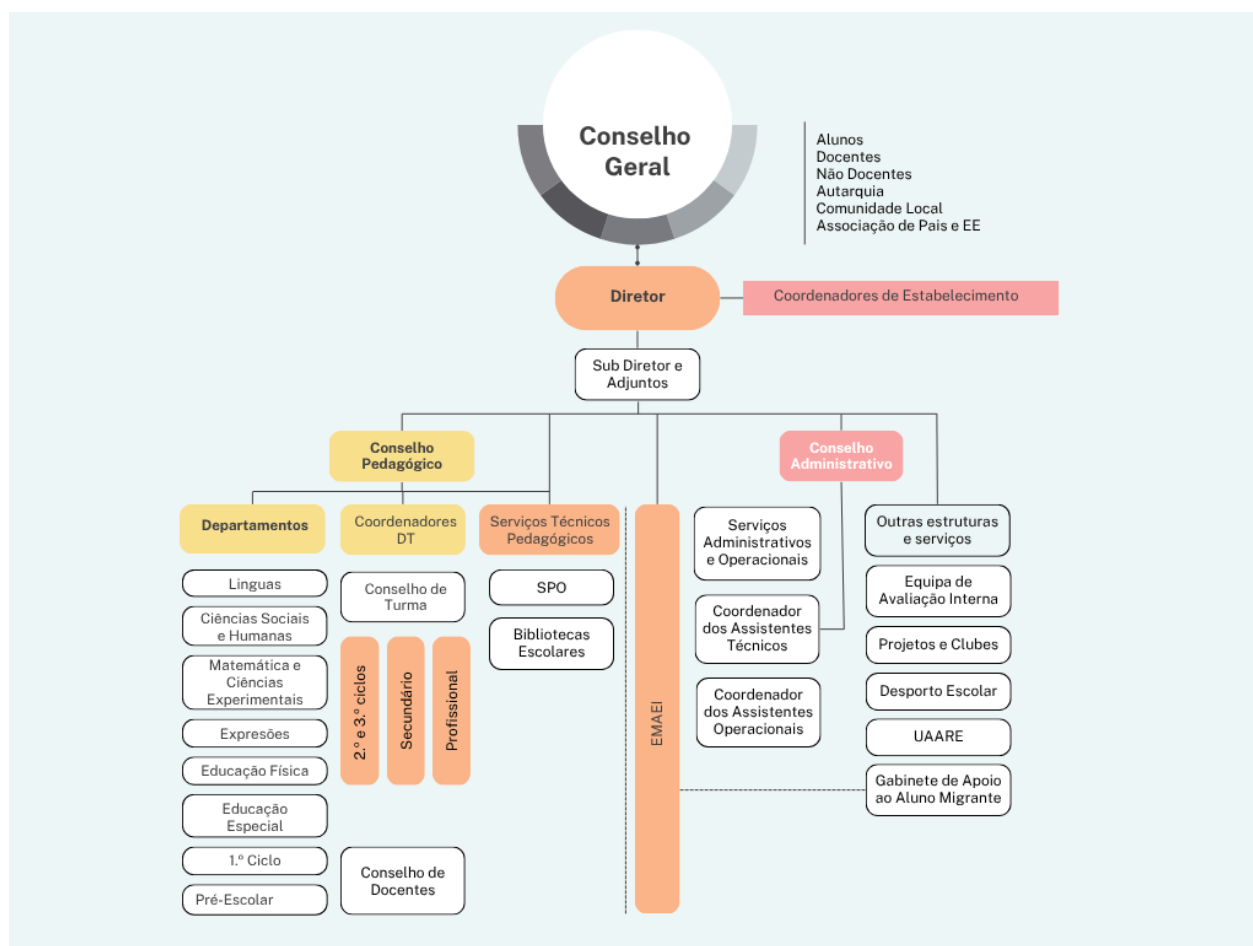 Conselho
Geral
Alunos
Docentes
Não Docentes
Autarquia
Comunidade Local
Associação de Pais e EE
Diretor
Coordenadores de Estabelecimento
Sub Diretor e
Adjuntos
Conselho
Pedagógico
Conselho
Administrativo
Departamentos
Linguas
Ciências Sociais
e Humanas
Matemática e
Ciências
Experimentais
Expresões
Educação Física
Educação
Especial
1.º Ciclo
Pré-Escolar
Coordenadores
DT
Conselho de
Turma
2.º e 3.º ciclos
Secundário
Profissional
Conselho de
Docentes
Serviços Técnicos
Pedagógicos
SPO
Bibliotecas
Escolares
EMAEI
Serviços
Administrativos
e Operacionais
Coordenador
dos Assistentes
Técnicos
Coordenador
dos Assistentes
Operacionais
Outras estruturas
e serviços
Equipa de
Avaliação Interna
Projetos e Clubes
Desporto Escolar
UAARE
Gabinete de Apoio
ao Aluno Migrante